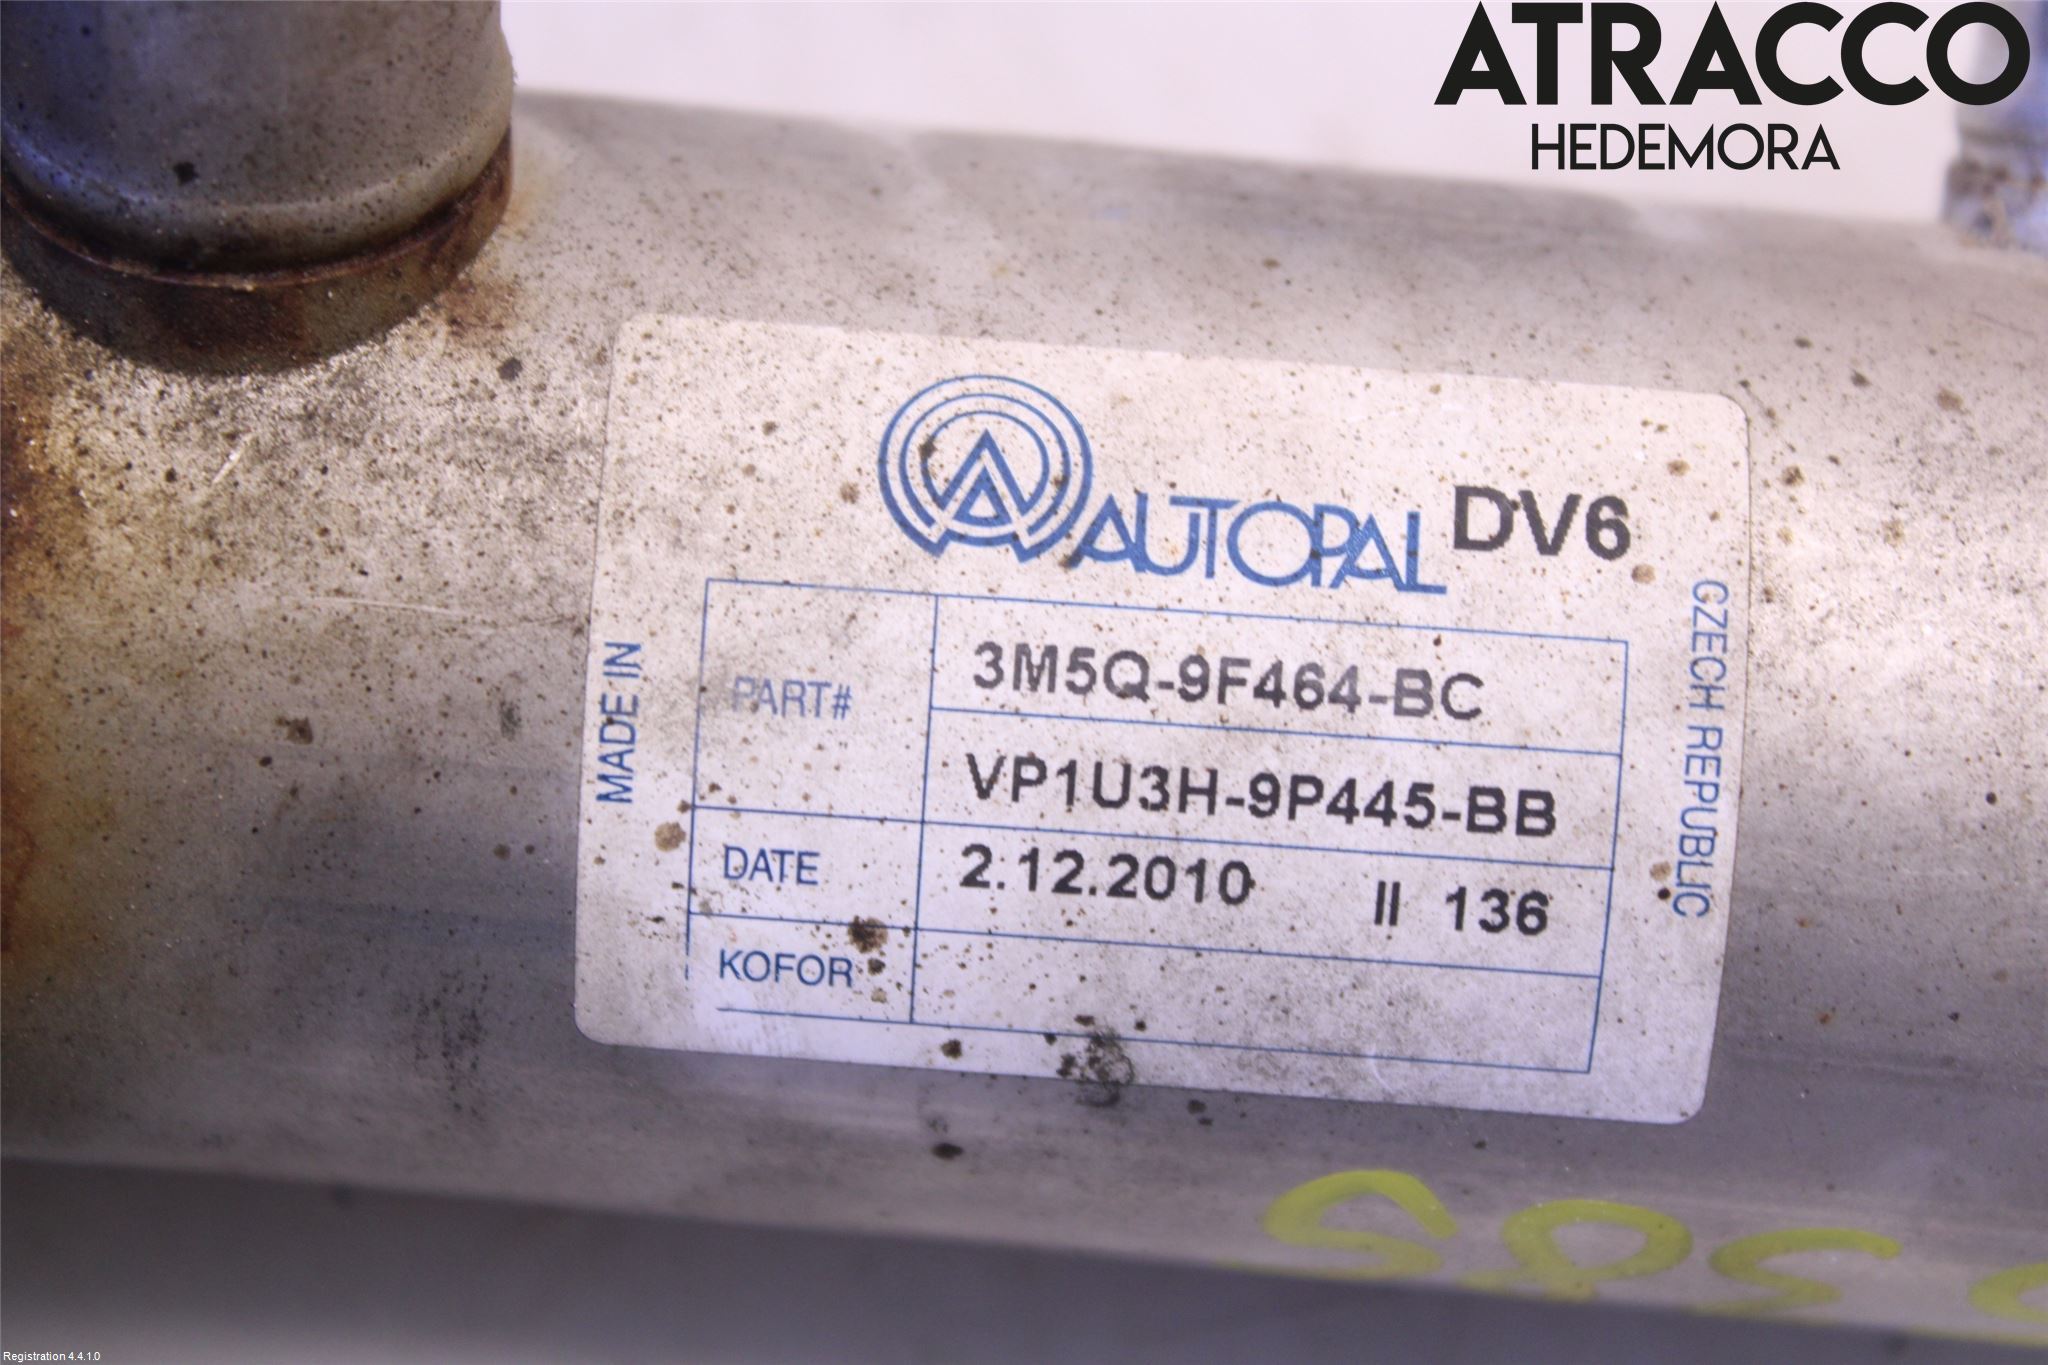 ATRACCO
HEDEMORA
AUTOPAL DV6
MADE IN
PART# 3M5Q-9F464-BC
VP1U3H-9P445-BB
DATE 2.12.2010 II 136
KOFOR
CZECH REPUBLIC
Registration 4.4.1.0